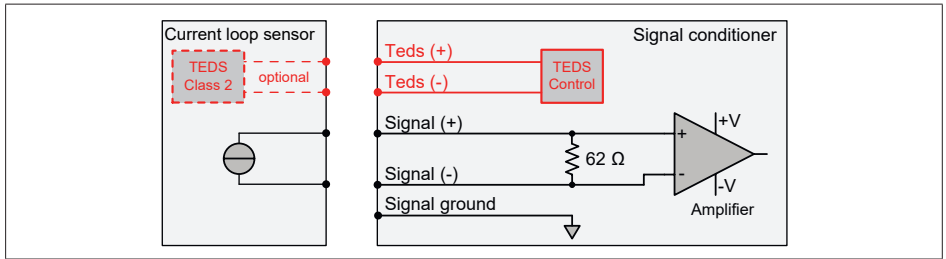 Current loop sensor
TEDS
Class 2
optional
Signal conditioner
Teds (+)
Teds (-)
TEDS
Control
Signal (+)
Signal (-)
Signal ground
62 Ω
+
-
+V
-V
Amplifier